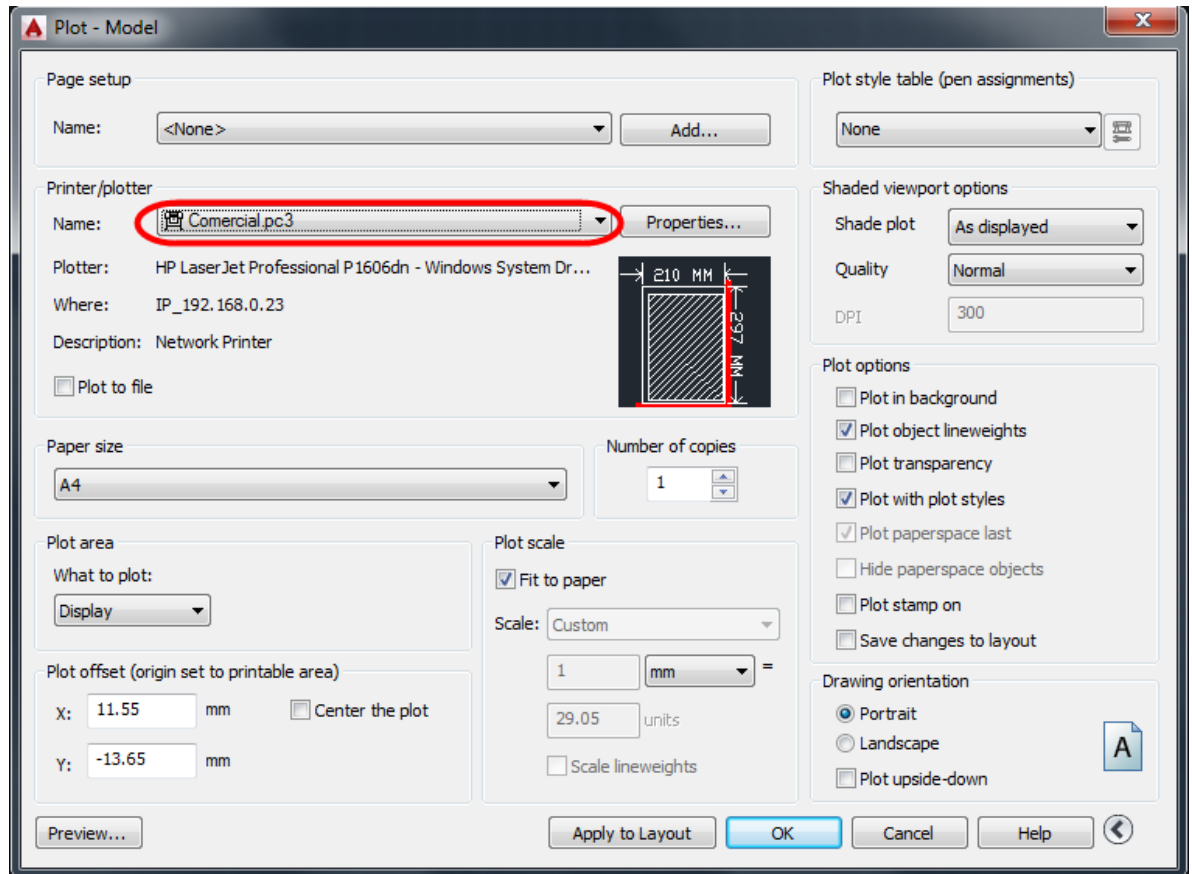 Plot - Model
Page setup
Name: <None> Add...
Plot style table (pen assignments)
None
Printer/plotter
Name: Comercial.pc3 Properties...
Plotter: HP LaserJet Professional P1606dn - Windows System Dr...
Where: IP_192.168.0.23
Description: Network Printer
Plot to file
210 MM
297 MM
Shaded viewport options
Shade plot As displayed
Quality Normal
DPI 300
Paper size
A4
Number of copies
1
Plot options
Plot in background
Plot object lineweights
Plot transparency
Plot with plot styles
Plot paperspace last
Hide paperspace objects
Plot stamp on
Save changes to layout
Plot area
What to plot:
Display
Plot scale
Fit to paper
Scale: Custom
1 mm =
29.05 units
Scale lineweights
Plot offset (origin set to printable area)
X: 11.55 mm Center the plot
Y: -13.65 mm
Drawing orientation
Portrait
Landscape
Plot upside-down
A
Preview... Apply to Layout OK Cancel Help